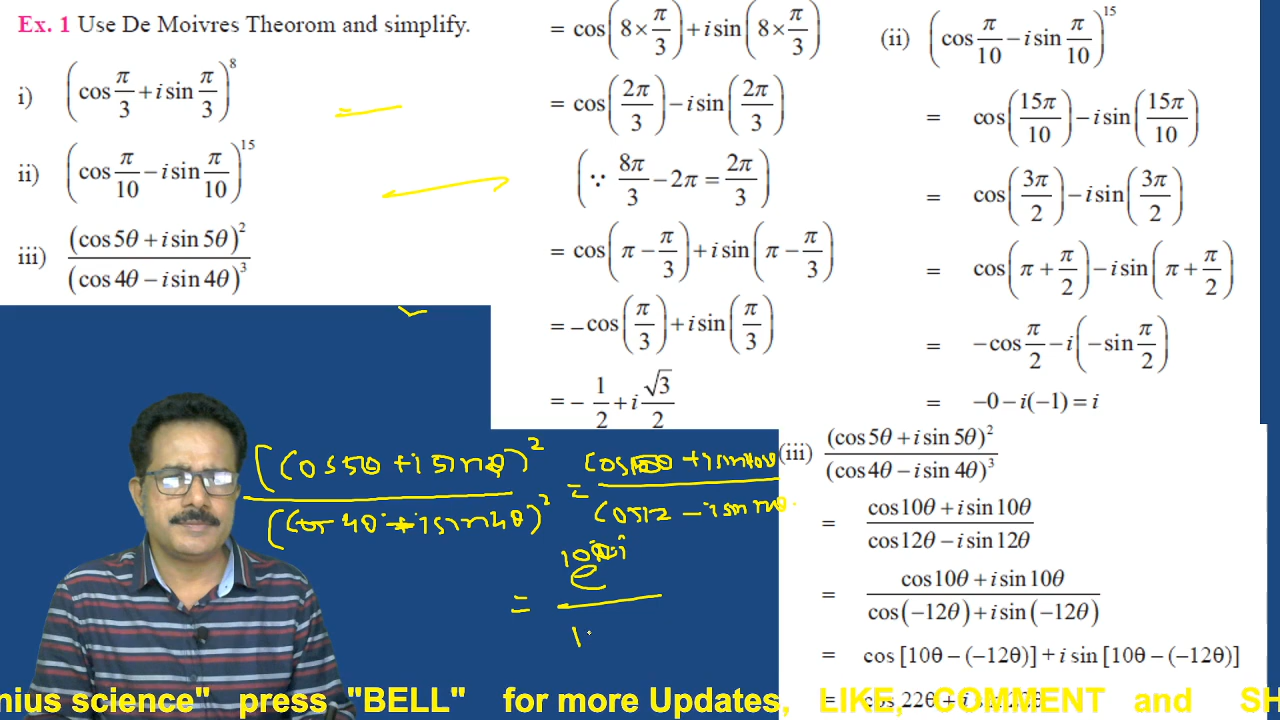 Ex. 1 Use De Moivres Theorom and simplify.
i) (cos π/3 + i sin π/3)^8
ii) (cos π/10 − i sin π/10)^15
iii) (cos 5θ + i sin 5θ)^2 / (cos 4θ − i sin 4θ)^3
= cos(8 × π/3) + i sin(8 × π/3)
= cos(2π/3) − i sin(2π/3)
(∵ 8π/3 − 2π = 2π/3)
= cos(π − π/3) + i sin(π − π/3)
= −cos(π/3) + i sin(π/3)
= − 1/2 + i √3/2
(ii) (cos π/10 − i sin π/10)^15
= cos(15π/10) − i sin(15π/10)
= cos(3π/2) − i sin(3π/2)
= cos(π + π/2) − i sin(π + π/2)
= −cos π/2 − i(−sin π/2)
= −0 − i(−1) = i
(iii) (cos 5θ + i sin 5θ)^2 / (cos 4θ − i sin 4θ)^3
= cos 10θ + i sin 10θ / cos 12θ − i sin 12θ
= cos 10θ + i sin 10θ / cos(−12θ) + i sin(−12θ)
= cos [10θ − (−12θ)] + i sin [10θ − (−12θ)]
= cos 22θ + i sin 22θ
nius science" press "BELL" for more Updates, LIKE, COMMENT and SH